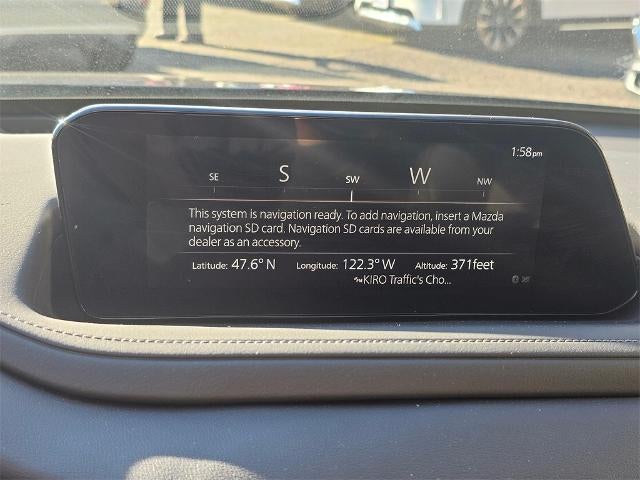 1:58pm
SE S SW W NW
This system is navigation ready. To add navigation, insert a Mazda
navigation SD card. Navigation SD cards are available from your
dealer as an accessory.
Latitude: 47.6° N Longitude: 122.3° W Altitude: 371feet
KIRO Traffic's Cho...